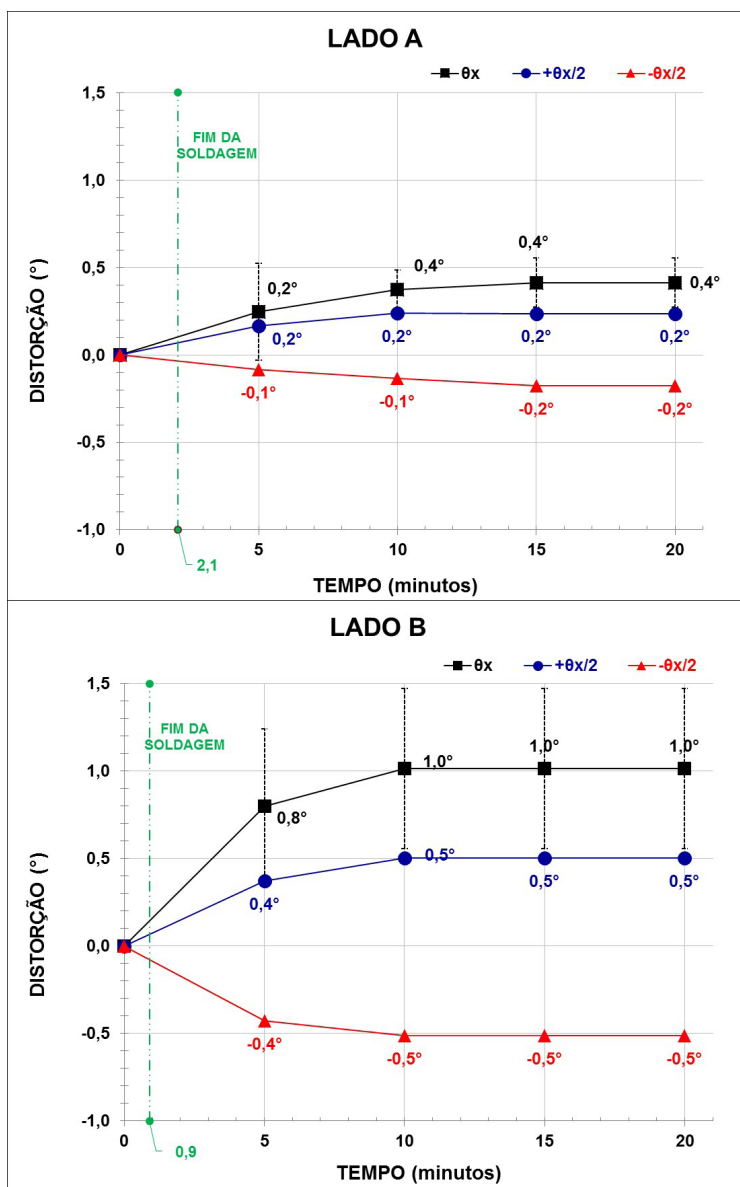 LADO A
θx +θx/2 -θx/2
1,5
FIM DA
SOLDAGEM
1,0
0,5
0,4°
0,4°
0,2°
0,4°
0,2°
0,2°
0,2°
0,2°
0,0
-0,1°
-0,1°
-0,2°
-0,2°
-0,5
-1,0
0 5 10 15 20
2,1
DISTORÇÃO (°)
TEMPO (minutos)
LADO B
θx +θx/2 -θx/2
1,5
FIM DA
SOLDAGEM
1,0
1,0°
1,0°
1,0°
0,8°
0,5
0,5°
0,4°
0,5°
0,5°
0,0
-0,4°
-0,5°
-0,5°
-0,5°
-0,5
-1,0
0 5 10 15 20
0,9
DISTORÇÃO (°)
TEMPO (minutos)